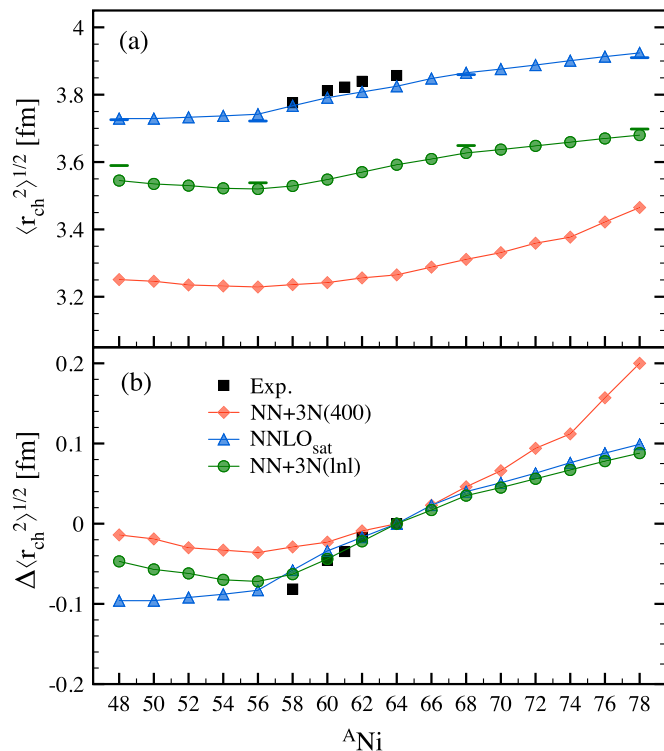 (a)
⟨r_ch^2⟩^1/2 [fm]
4
3.8
3.6
3.4
3.2
(b)
Exp.
NN+3N(400)
NNLO_sat
NN+3N(lnl)
Δ⟨r_ch^2⟩^1/2 [fm]
0.2
0.1
0
-0.1
-0.2
48 50 52 54 56 58 60 62 64 66 68 70 72 74 76 78
^A Ni